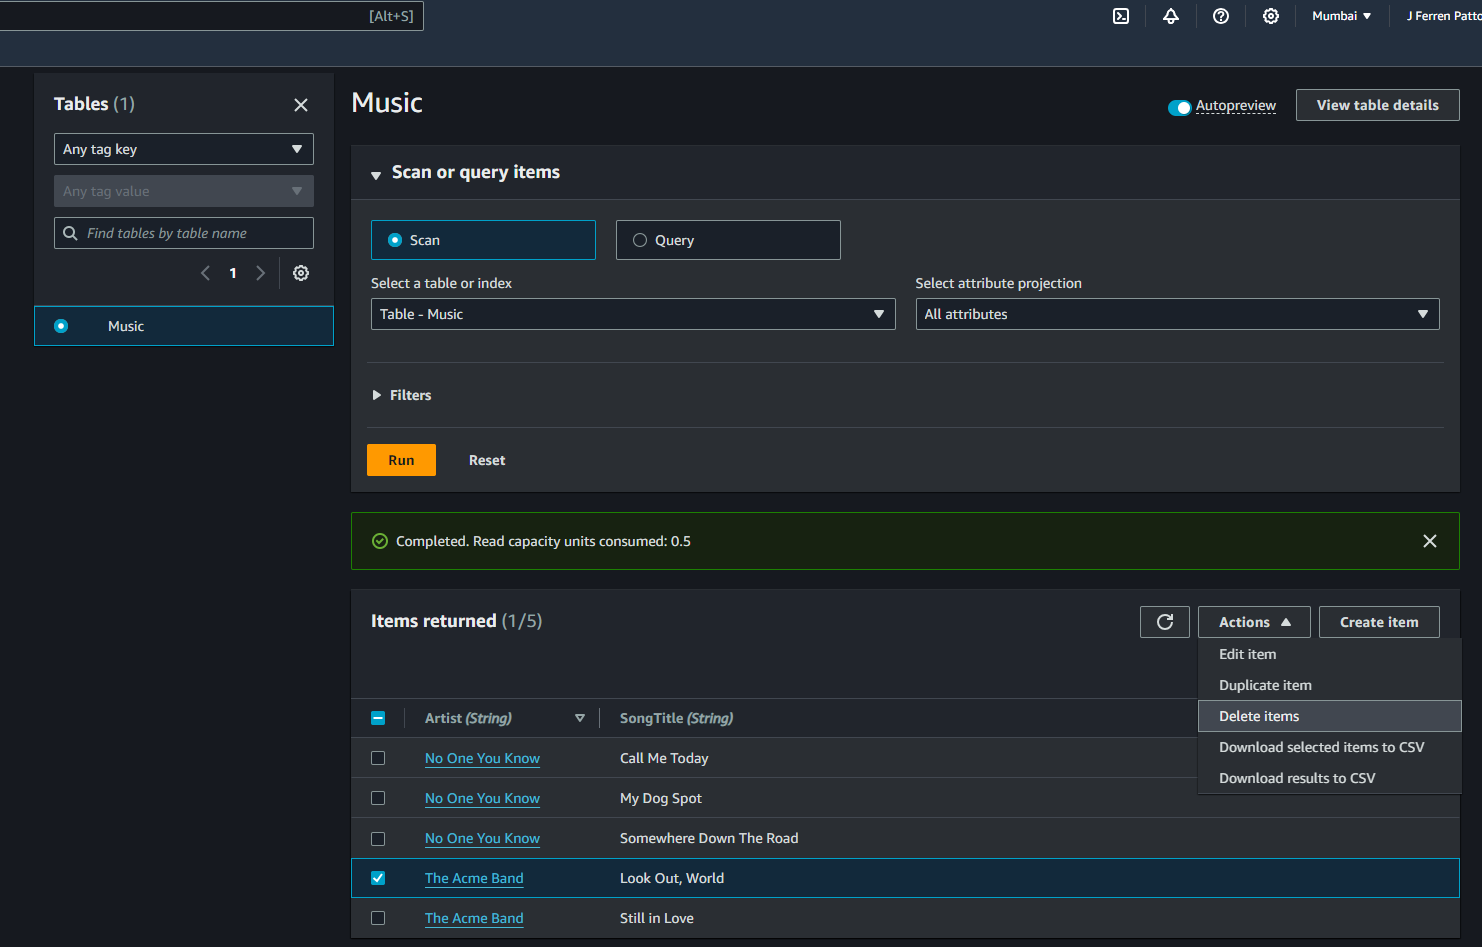 [Alt+S]
Mumbai
J Ferren Patto
Tables (1)
Any tag key
Any tag value
Find tables by table name
1
Music
Music
Autopreview
View table details
Scan or query items
Scan
Query
Select a table or index
Select attribute projection
Table - Music
All attributes
Filters
Run
Reset
Completed. Read capacity units consumed: 0.5
Items returned (1/5)
Actions
Create item
Edit item
Duplicate item
Delete items
Download selected items to CSV
Download results to CSV
Artist (String)
SongTitle (String)
No One You Know
Call Me Today
No One You Know
My Dog Spot
No One You Know
Somewhere Down The Road
The Acme Band
Look Out, World
The Acme Band
Still in Love